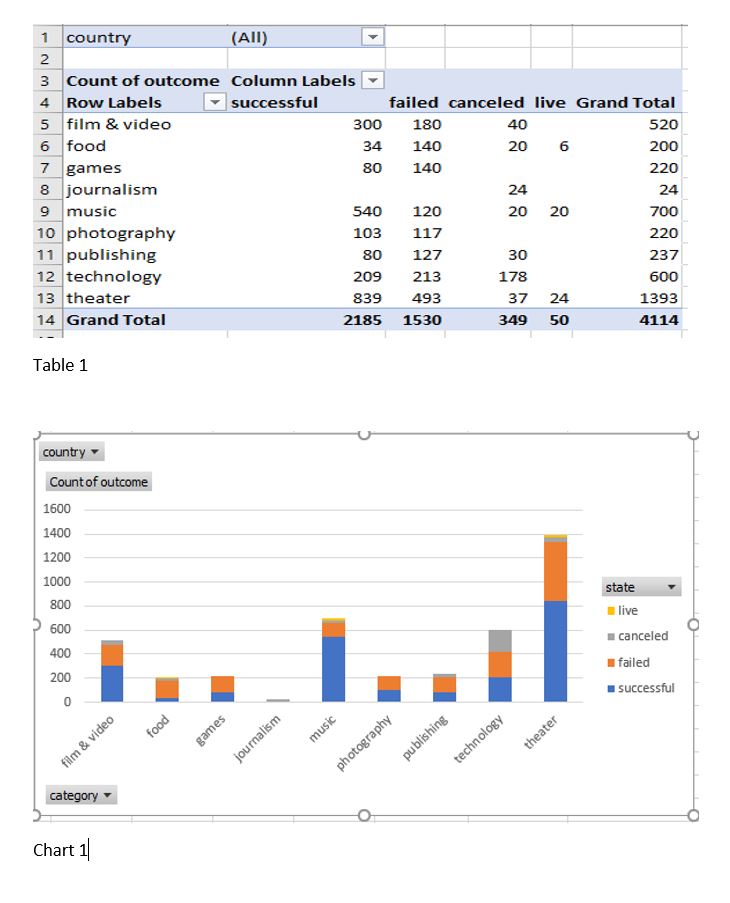 1 country (All)
2
3 Count of outcome Column Labels
4 Row Labels successful failed canceled live Grand Total
5 film & video 300 180 40 520
6 food 34 140 20 6 200
7 games 80 140 220
8 journalism 24 24
9 music 540 120 20 20 700
10 photography 103 117 220
11 publishing 80 127 30 237
12 technology 209 213 178 600
13 theater 839 493 37 24 1393
14 Grand Total 2185 1530 349 50 4114
Table 1
country
Count of outcome
1600
1400
1200
1000
800
600
400
200
0
film & video food games journalism music photography publishing technology theater
state
live
canceled
failed
successful
category
Chart 1